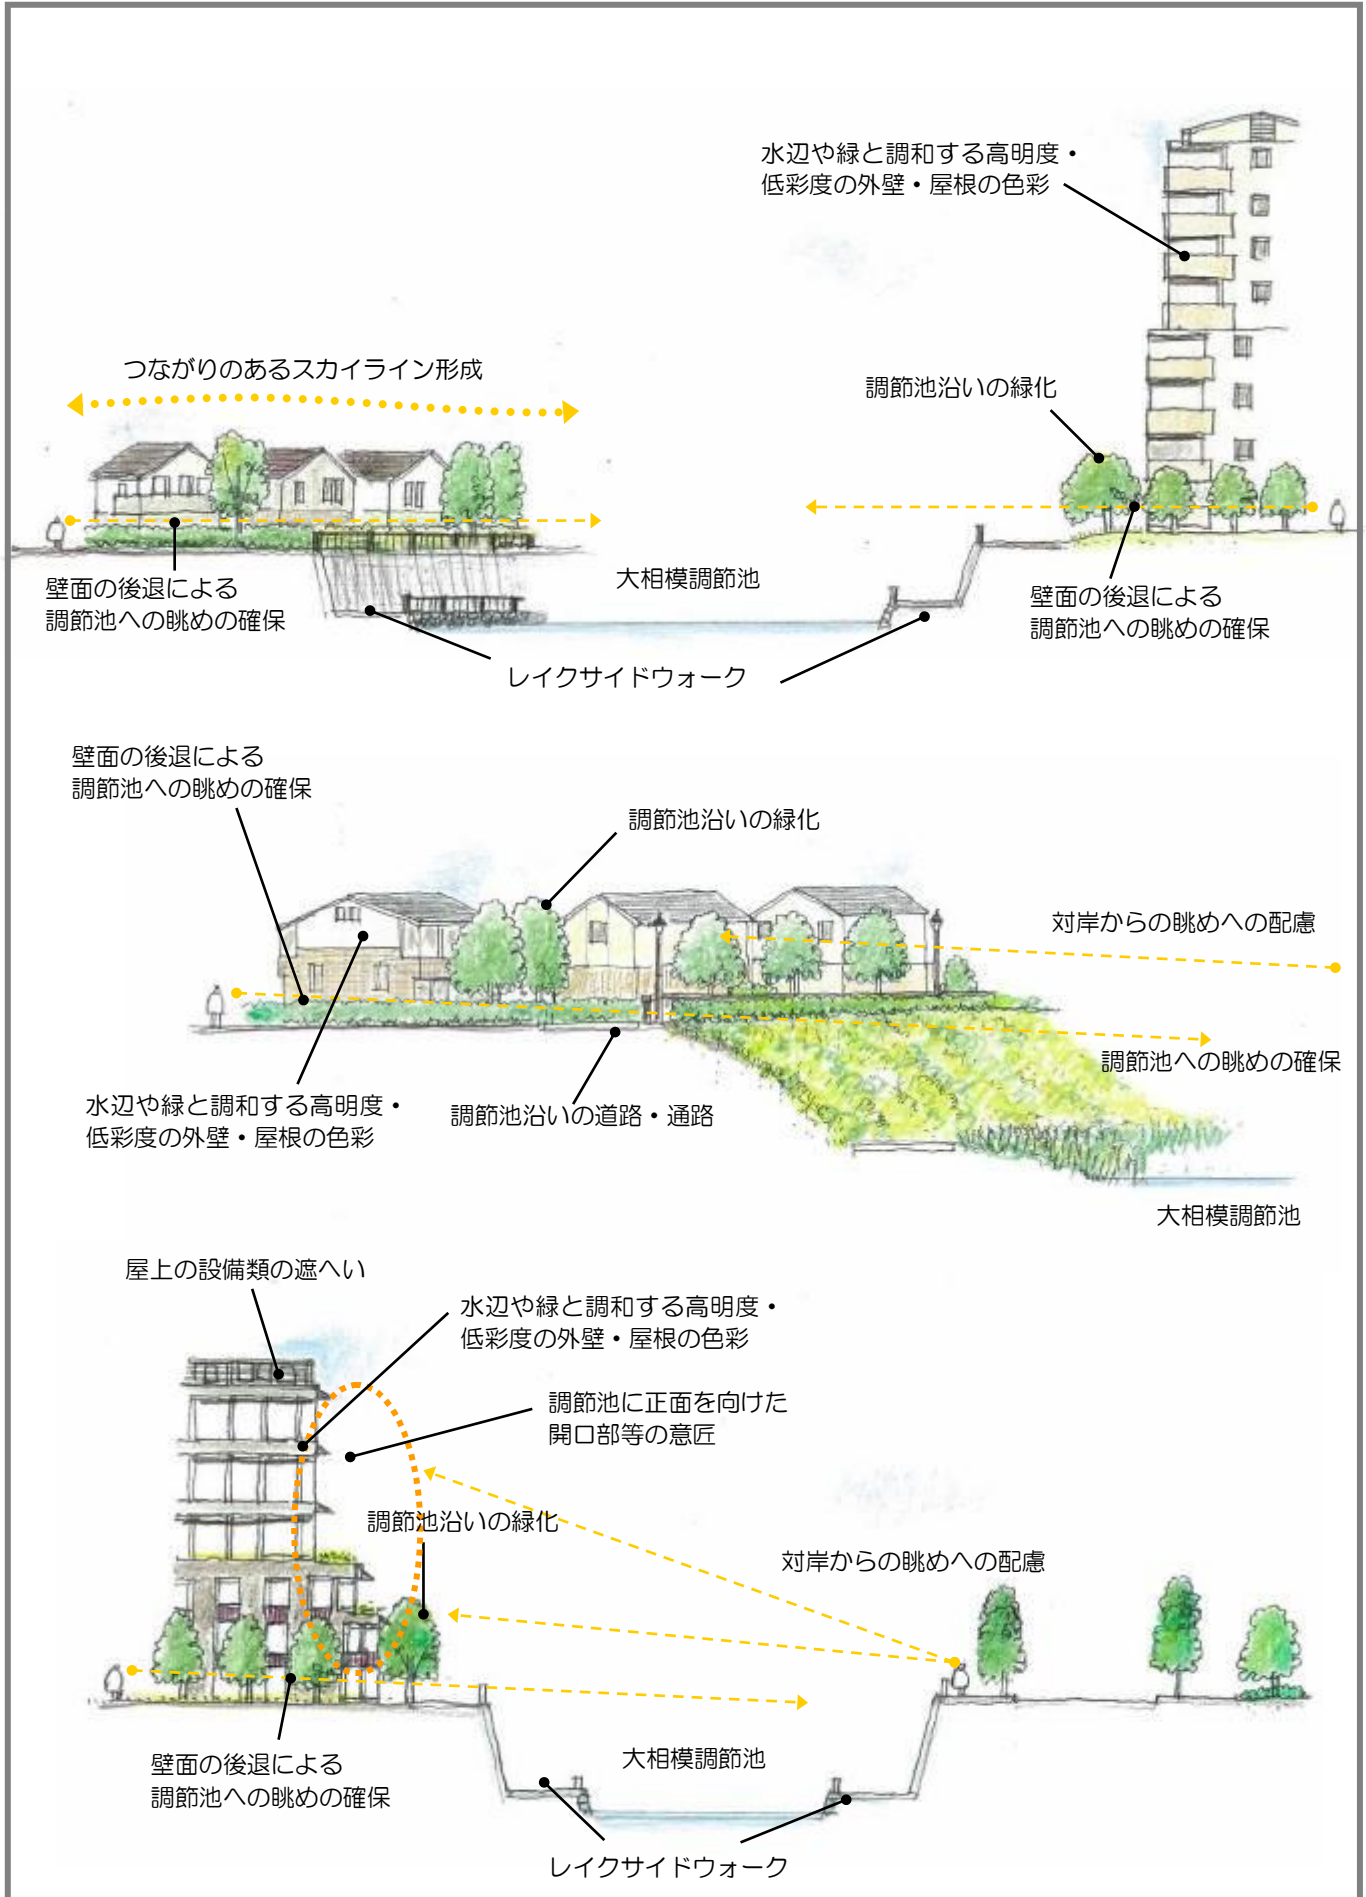 水辺や緑と調和する高明度・
低彩度の外壁・屋根の色彩
つながりのあるスカイライン形成
調節池沿いの緑化
大相模調節池
壁面の後退による
調節池への眺めの確保
壁面の後退による
調節池への眺めの確保
レイクサイドウォーク
壁面の後退による
調節池への眺めの確保
調節池沿いの緑化
対岸からの眺めへの配慮
調節池への眺めの確保
水辺や緑と調和する高明度・
低彩度の外壁・屋根の色彩
調節池沿いの道路・通路
大相模調節池
屋上の設備類の遮へい
水辺や緑と調和する高明度・
低彩度の外壁・屋根の色彩
調節池に正面を向けた
開口部等の意匠
調節池沿いの緑化
対岸からの眺めへの配慮
大相模調節池
壁面の後退による
調節池への眺めの確保
レイクサイドウォーク